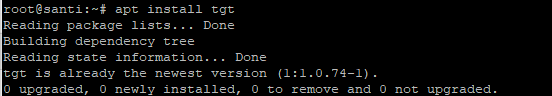 root@santi:~# apt install tgt
Reading package lists... Done
Building dependency tree
Reading state information... Done
tgt is already the newest version (1:1.0.74-1).
0 upgraded, 0 newly installed, 0 to remove and 0 not upgraded.